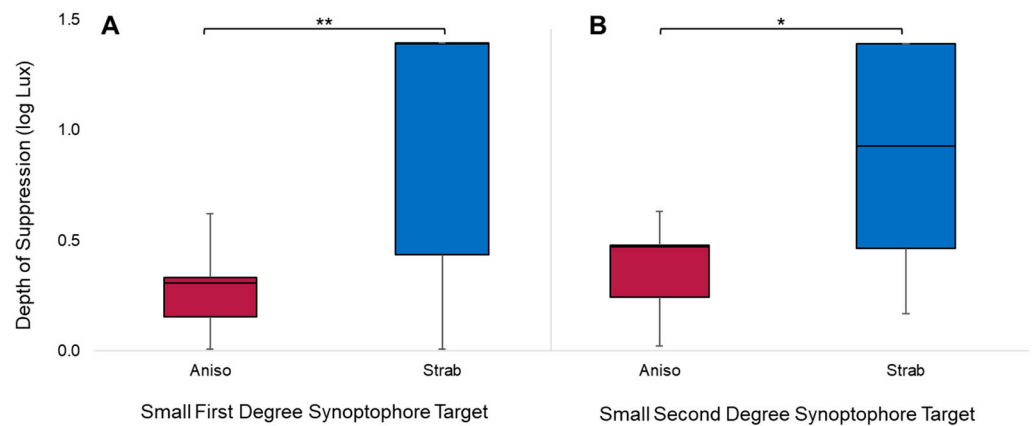 A
**
B
*
Depth of Suppression (log Lux)
1.5
1.0
0.5
0.0
Aniso
Strab
Aniso
Strab
Small First Degree Synoptophore Target
Small Second Degree Synoptophore Target